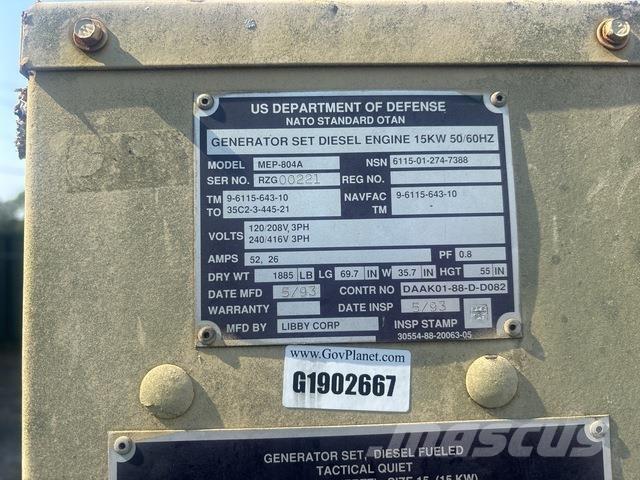 US DEPARTMENT OF DEFENSE
NATO STANDARD OTAN
GENERATOR SET DIESEL ENGINE 15KW 50/60HZ
MODEL MEP-804A NSN 6115-01-274-7388
SER NO. RZG00221 REG NO.
TM 9-6115-643-10 NAVFAC 9-6115-643-10
TO 35C2-3-445-21 TM -
VOLTS 120/208V, 3PH
240/416V 3PH
AMPS 52, 26 PF 0.8
DRY WT 1885 LB LG 69.7 IN W 35.7 IN HGT 55 IN
DATE MFD 5/93 CONTR NO DAAK01-88-D-D082
WARRANTY DATE INSP 5/93
MFD BY LIBBY CORP INSP STAMP
30554-88-20063-05
www.GovPlanet.com
G1902667
GENERATOR SET, DIESEL FUELED
TACTICAL QUIET
SIZE 15 (15 KW)
mascus